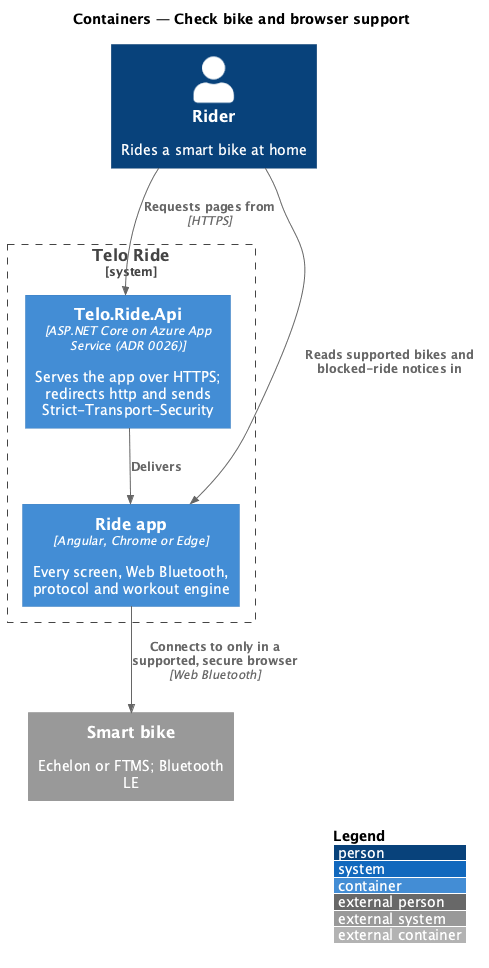 Containers — Check bike and browser support
Rider
Rides a smart bike at home
Requests pages from
[HTTPS]
Telo Ride
[system]
Telo.Ride.Api
[ASP.NET Core on Azure App
Service (ADR 0026)]
Serves the app over HTTPS;
redirects http and sends
Strict-Transport-Security
Reads supported bikes and
blocked-ride notices in
Delivers
Ride app
[Angular, Chrome or Edge]
Every screen, Web Bluetooth,
protocol and workout engine
Connects to only in a
supported, secure browser
[Web Bluetooth]
Smart bike
Echelon or FTMS; Bluetooth
LE
Legend
person
system
container
external person
external system
external container